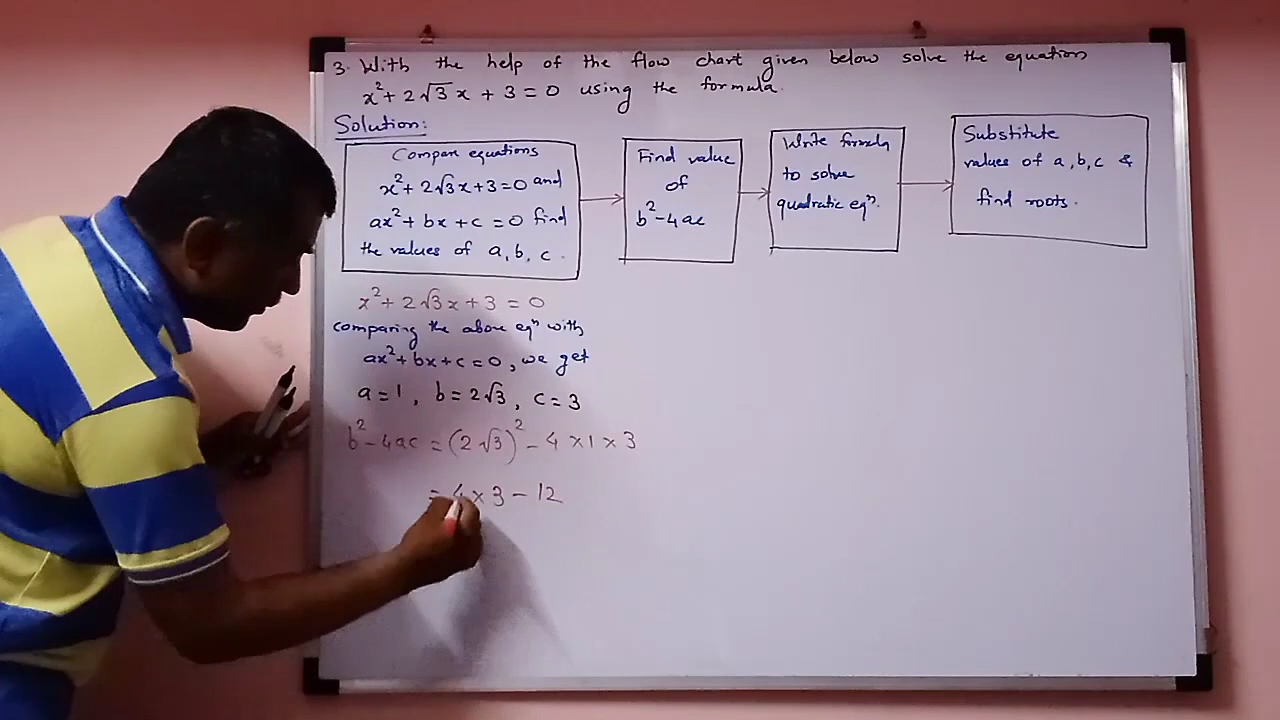 3. With the help of the flow chart given below solve the equation
x² + 2√3 x + 3 = 0 using the formula.
Solution:
Compare equations
x² + 2√3x + 3 = 0 and
ax² + bx + c = 0 find
the values of a, b, c.
Find value
of
b² - 4ac
Write formula
to solve
quadratic eqⁿ.
Substitute
values of a, b, c &
find roots.
x² + 2√3x + 3 = 0
comparing the above eqⁿ with
ax² + bx + c = 0, we get
a = 1, b = 2√3, c = 3
b² - 4ac = (2√3)² - 4 × 1 × 3
= 4 × 3 - 12